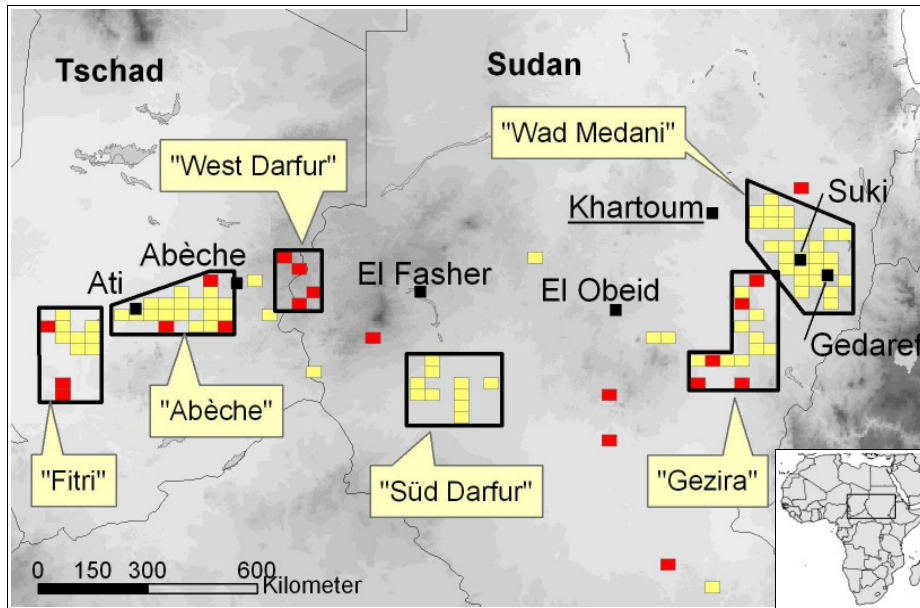 Tschad
Sudan
"Wad Medani"
"West Darfur"
Suki
Khartoum
Abèche
Ati
El Fasher
El Obeid
Gedaref
"Abèche"
"Fitri"
"Süd Darfur"
"Gezira"
0 150 300 600
Kilometer